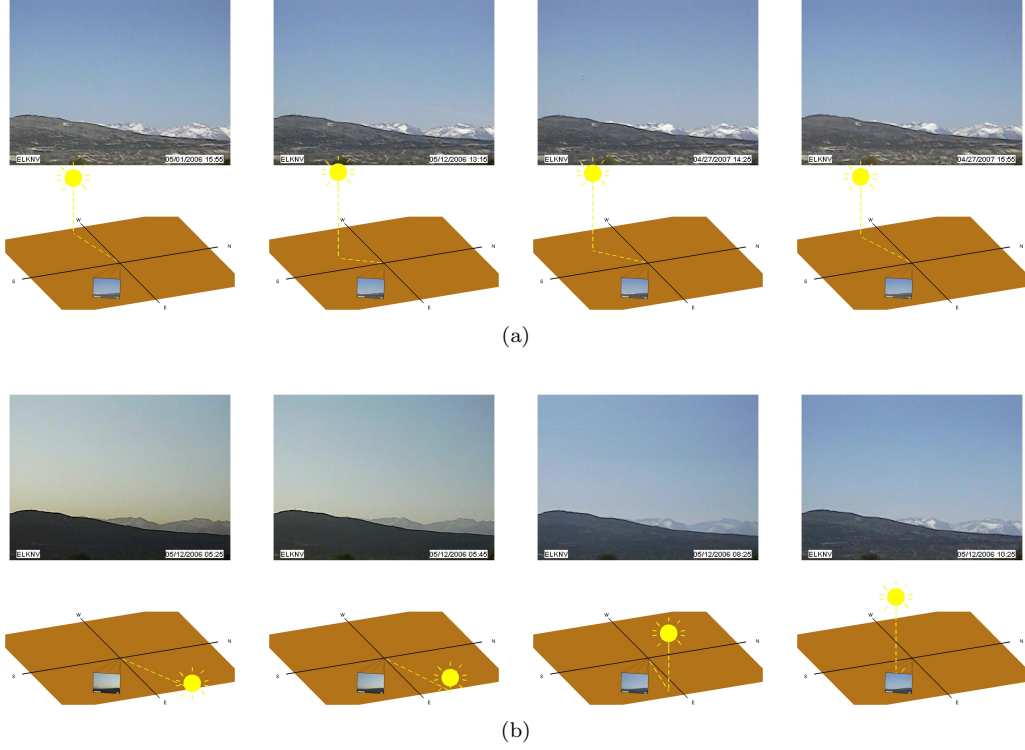 ELKNV 05/01/2006 15:55
ELKNV 05/12/2006 13:15
ELKNV 04/27/2007 14:25
ELKNV 04/27/2007 15:55
W N S E
W N S E
W N S E
W N S E
(a)
ELKNV 05/12/2006 05:25
ELKNV 05/12/2006 05:45
ELKNV 05/12/2006 08:25
ELKNV 05/12/2006 10:25
W N S E
W N S E
W N S E
W N S E
(b)